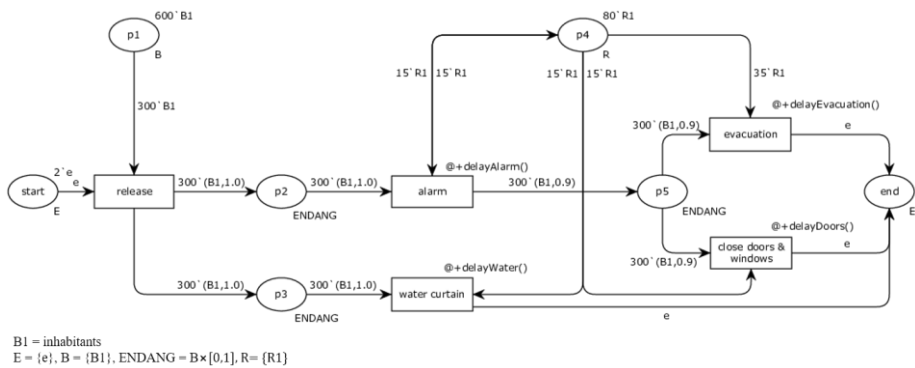 600`B1
80`R1
p1
p4
B
R
15`R1
15`R1
15`R1
15`R1
35`R1
300`B1
@+delayEvacuation()
300`(B1,0.9)
evacuation
e
2`e
e
@+delayAlarm()
start
release
300`(B1,1.0)
p2
300`(B1,1.0)
alarm
300`(B1,0.9)
p5
end
E
ENDANG
ENDANG
E
@+delayDoors()
close doors &
windows
e
300`(B1,0.9)
@+delayWater()
300`(B1,1.0)
p3
300`(B1,1.0)
water curtain
ENDANG
e
B1 = inhabitants
E = {e}, B = {B1}, ENDANG = B×[0,1], R= {R1}